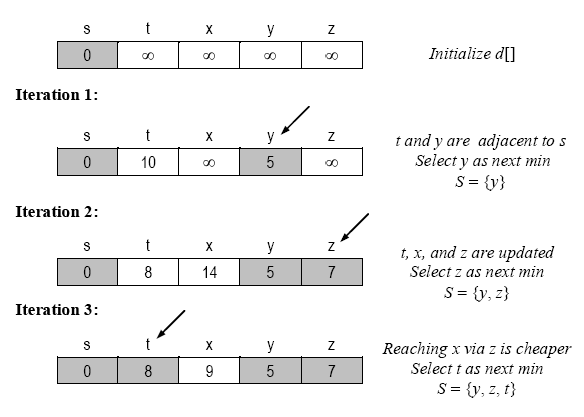 s t x y z
0 ∞ ∞ ∞ ∞
Initialize d[]
Iteration 1:
s t x y z
0 10 ∞ 5 ∞
t and y are adjacent to s
Select y as next min
S = {y}
Iteration 2:
s t x y z
0 8 14 5 7
t, x, and z are updated
Select z as next min
S = {y, z}
Iteration 3:
s t x y z
0 8 9 5 7
Reaching x via z is cheaper
Select t as next min
S = {y, z, t}